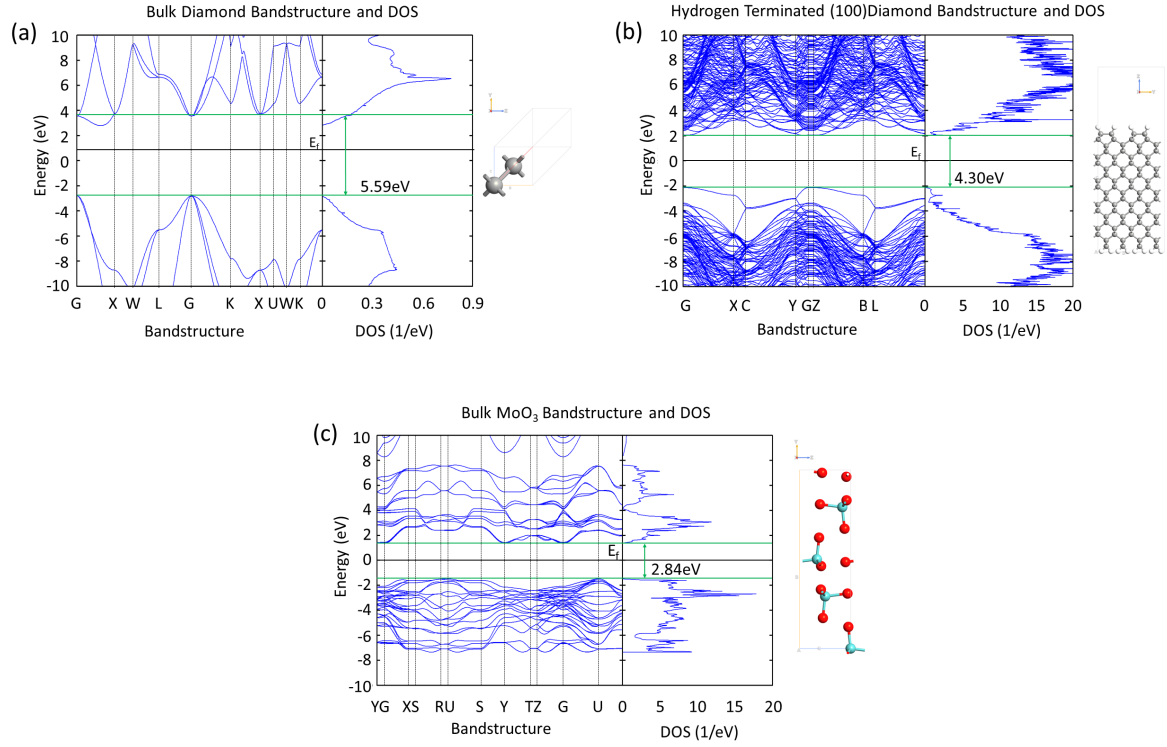 Bulk Diamond Bandstructure and DOS
(a)
10
8
6
4
2
0
-2
-4
-6
-8
-10
Energy (eV)
E_f
5.59eV
G X W L G K X U W K 0 0.3 0.6 0.9
Bandstructure DOS (1/eV)
Hydrogen Terminated (100)Diamond Bandstructure and DOS
(b)
10
8
6
4
2
0
-2
-4
-6
-8
-10
Energy (eV)
E_f
4.30eV
G X C Y GZ B L 0 5 10 15 20
Bandstructure DOS (1/eV)
Bulk MoO₃ Bandstructure and DOS
(c)
10
8
6
4
2
0
-2
-4
-6
-8
-10
Energy (eV)
E_f
2.84eV
YG XS RU S Y TZ G U 0 5 10 15 20
Bandstructure DOS (1/eV)